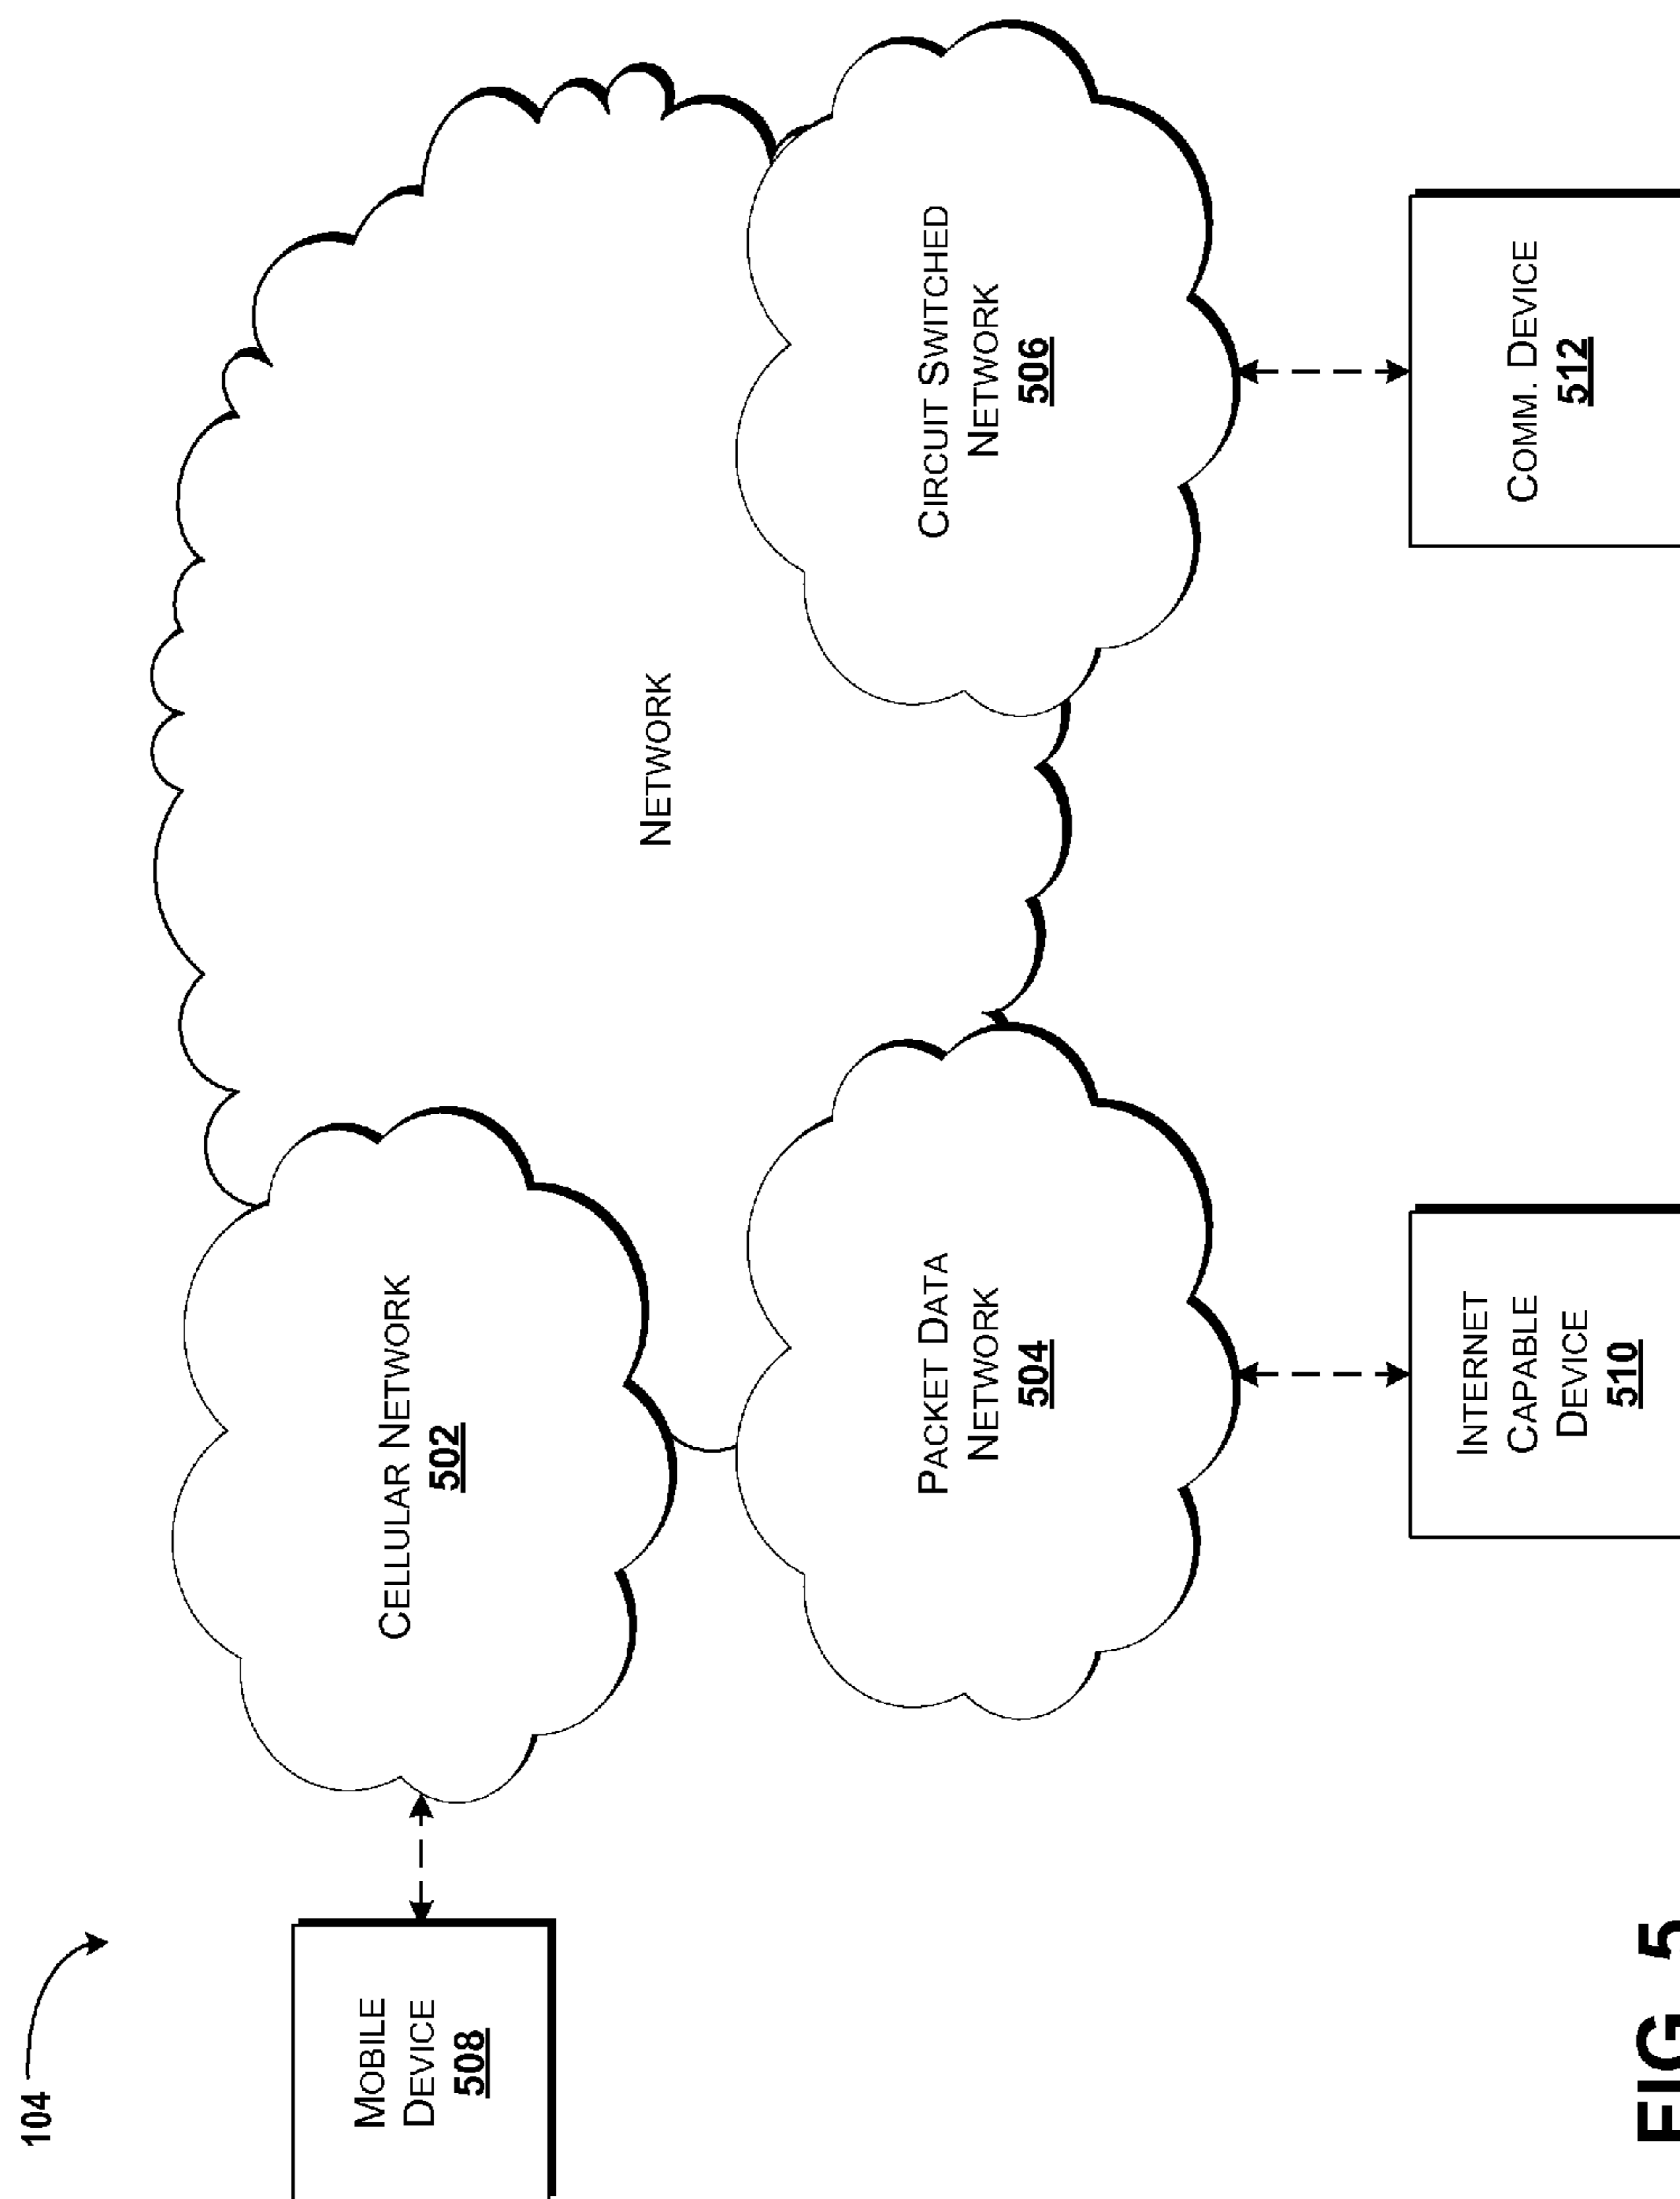 104
MOBILE
DEVICE
508
CELLULAR NETWORK
502
NETWORK
PACKET DATA
NETWORK
504
CIRCUIT SWITCHED
NETWORK
506
INTERNET
CAPABLE
DEVICE
510
COMM. DEVICE
512
FIG. 5